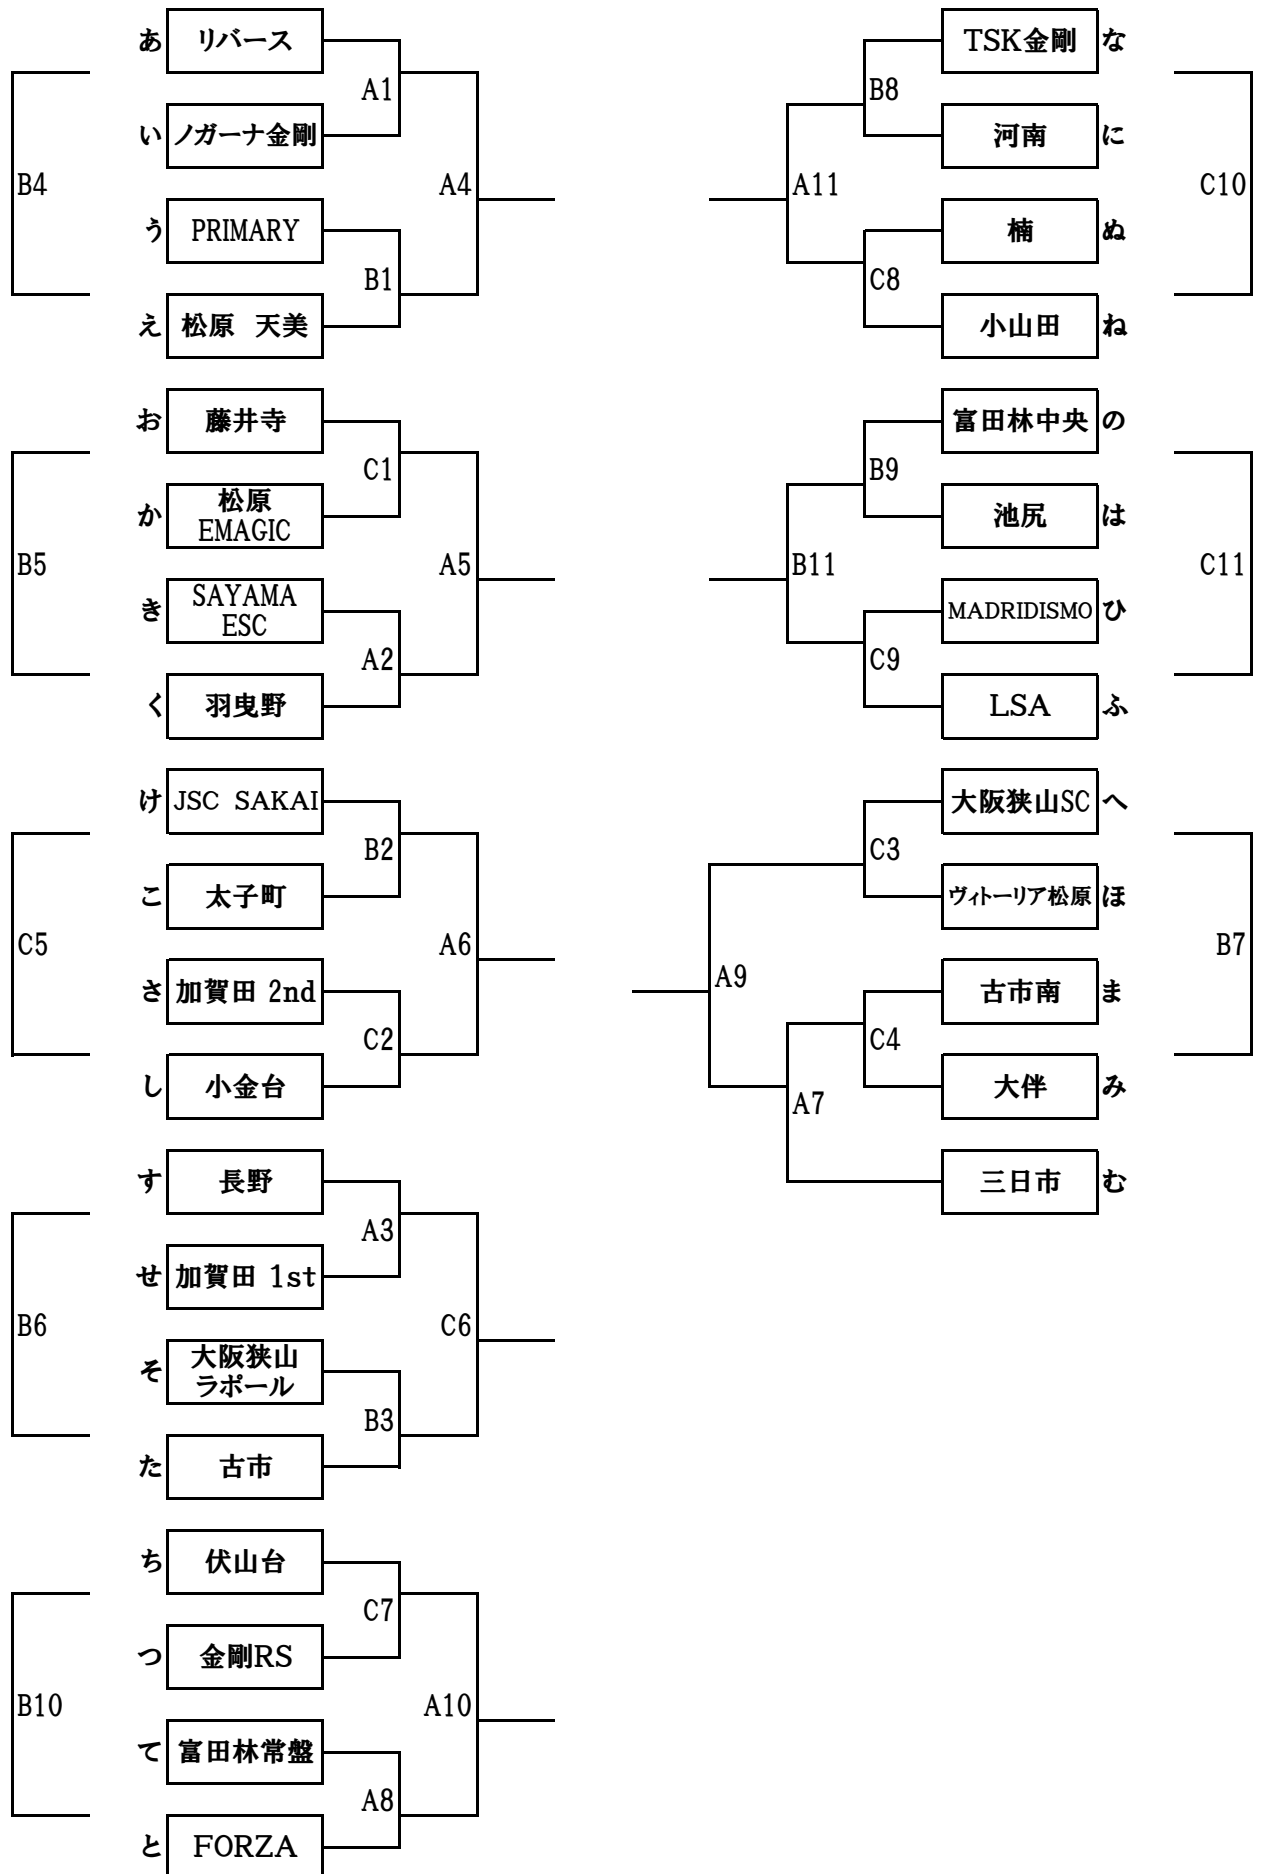 あ リバース
A1
い ノガーナ金剛
B4
A4
う PRIMARY
B1
え 松原 天美
お 藤井寺
C1
か 松原
EMAGIC
B5
A5
き SAYAMA
ESC
A2
く 羽曳野
け JSC SAKAI
B2
こ 太子町
C5
A6
さ 加賀田 2nd
C2
し 小金台
す 長野
A3
せ 加賀田 1st
B6
C6
そ 大阪狭山
ラポール
B3
た 古市
ち 伏山台
C7
つ 金剛RS
B10
A10
て 富田林常盤
A8
と FORZA
TSK金剛 な
B8
河南 に
A11
C10
楠 ぬ
C8
小山田 ね
富田林中央 の
B9
池尻 は
B11
C11
MADRIDISMO ひ
C9
LSA ふ
大阪狭山SC へ
C3
ヴィトーリア松原 ほ
B7
A9
古市南 ま
C4
大伴 み
A7
三日市 む